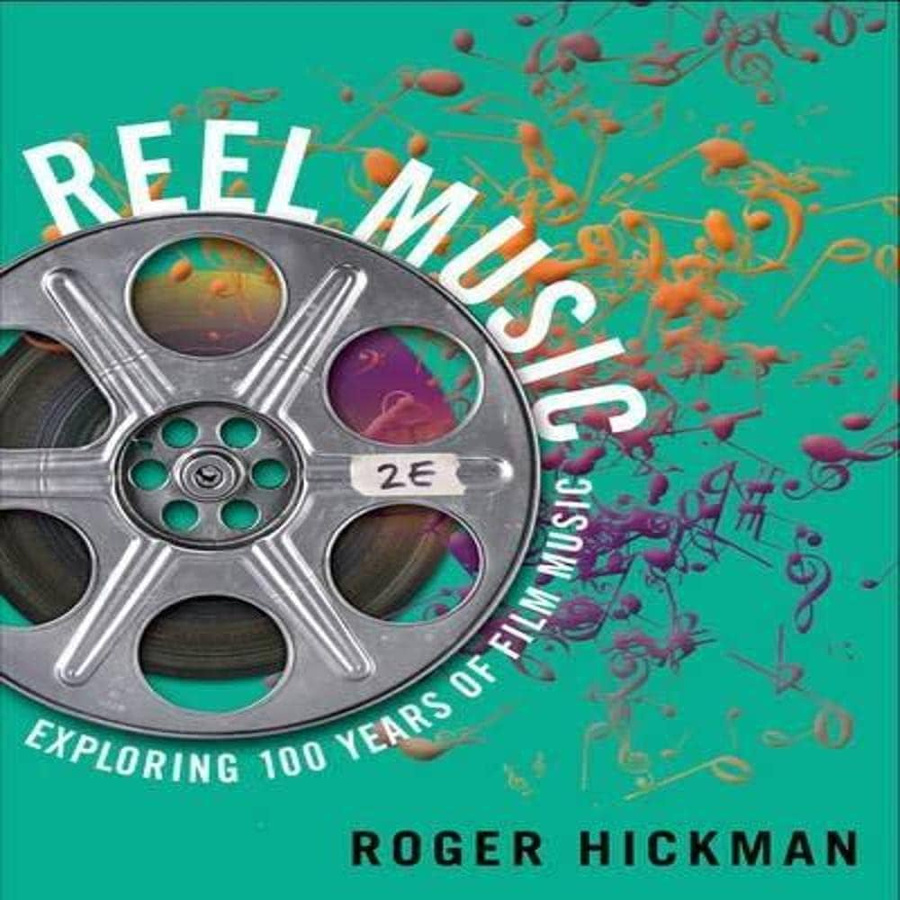 REEL MUSIC
2E
EXPLORING 100 YEARS OF FILM MUSIC
ROGER HICKMAN